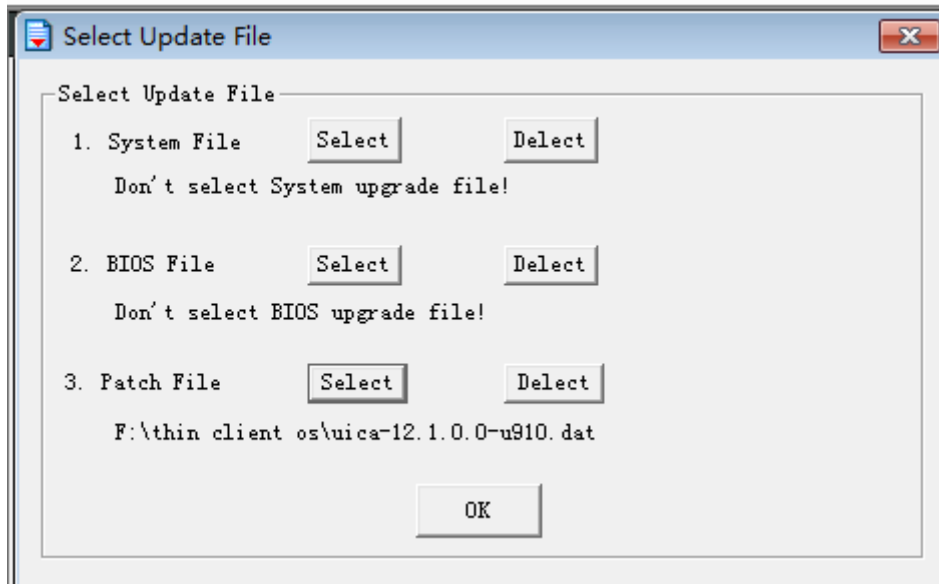 Select Update File
Select Update File
1. System File Select Delect
Don't select System upgrade file!
2. BIOS File Select Delect
Don't select BIOS upgrade file!
3. Patch File Select Delect
F:\thin client os\uica-12.1.0.0-u910.dat
OK